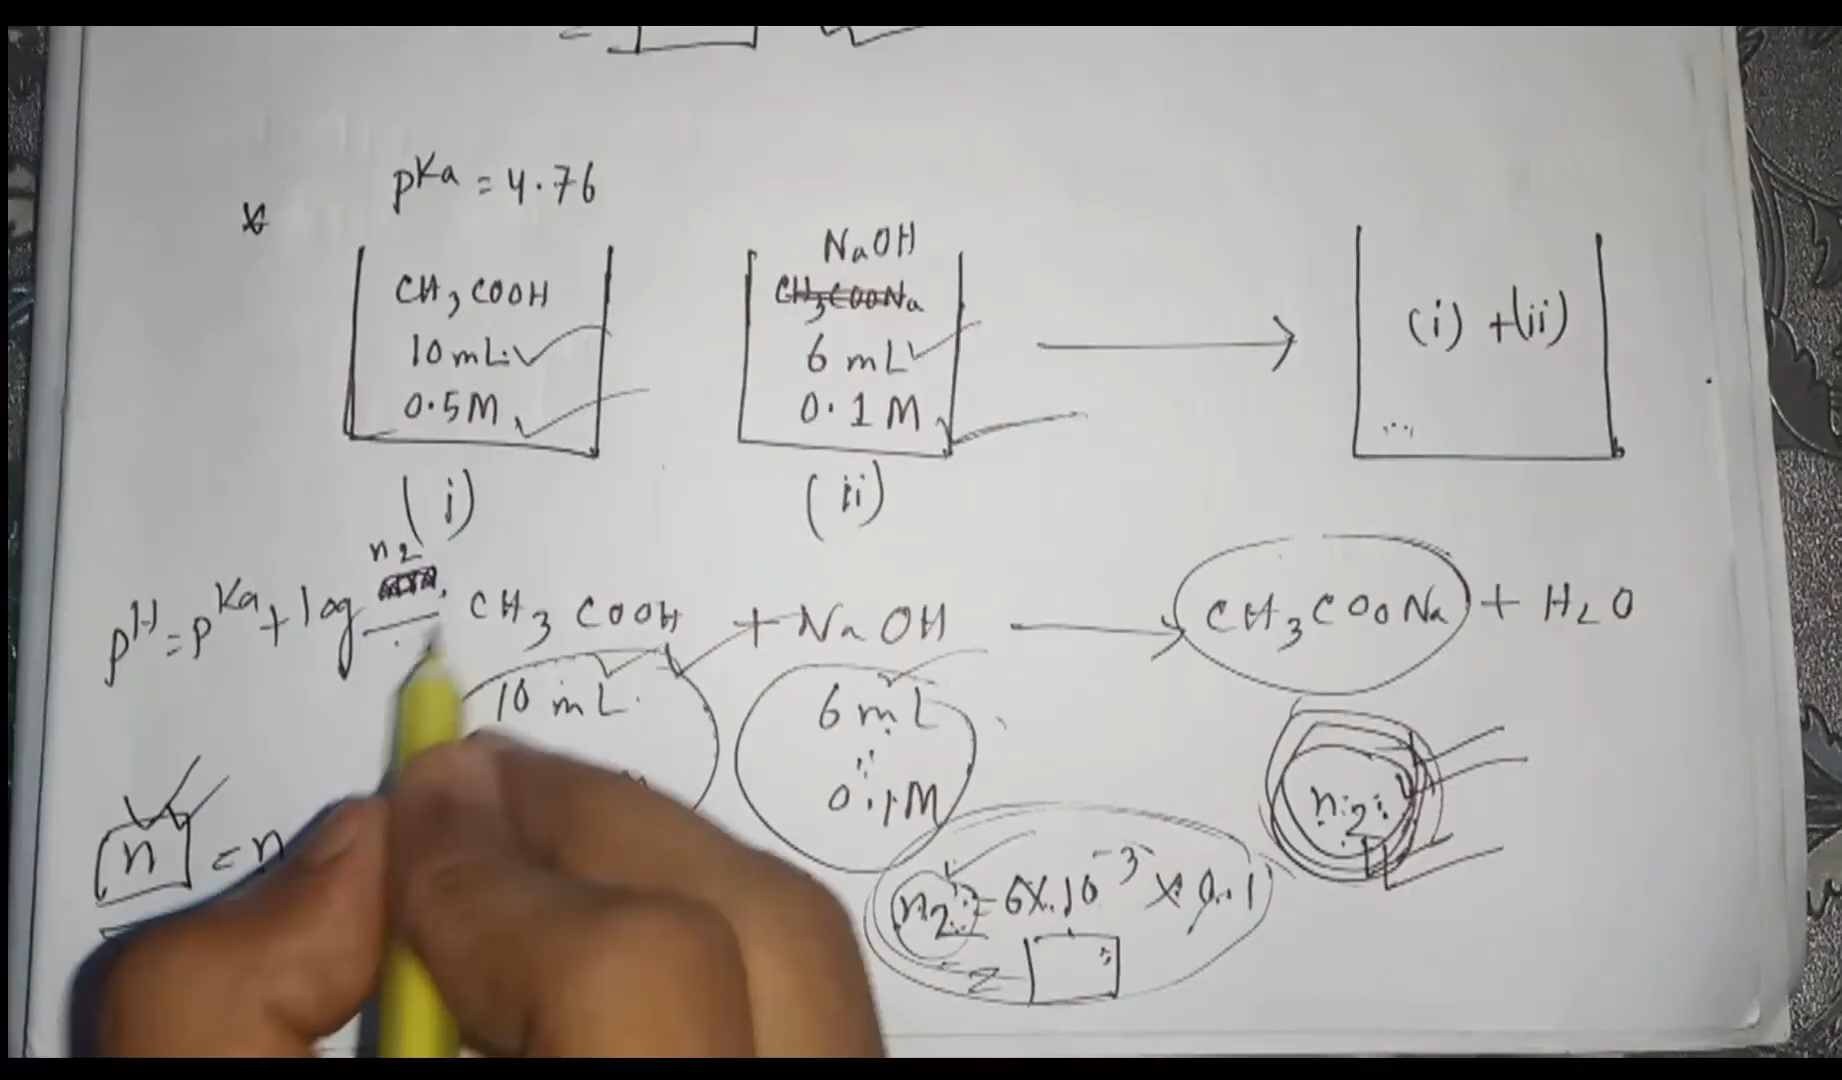 pKa = 4.76
CH3COOH
10 mL
0.5M
(i)
NaOH
CH3COONa
6 mL
0.1M
(ii)
(i) + (ii)
pH = pKa + log n2
CH3COOH + NaOH → CH3COONa + H2O
10 mL
6 mL
0.1M
n2
n = n
n2 = 6 × 10-3 × 0.1
=